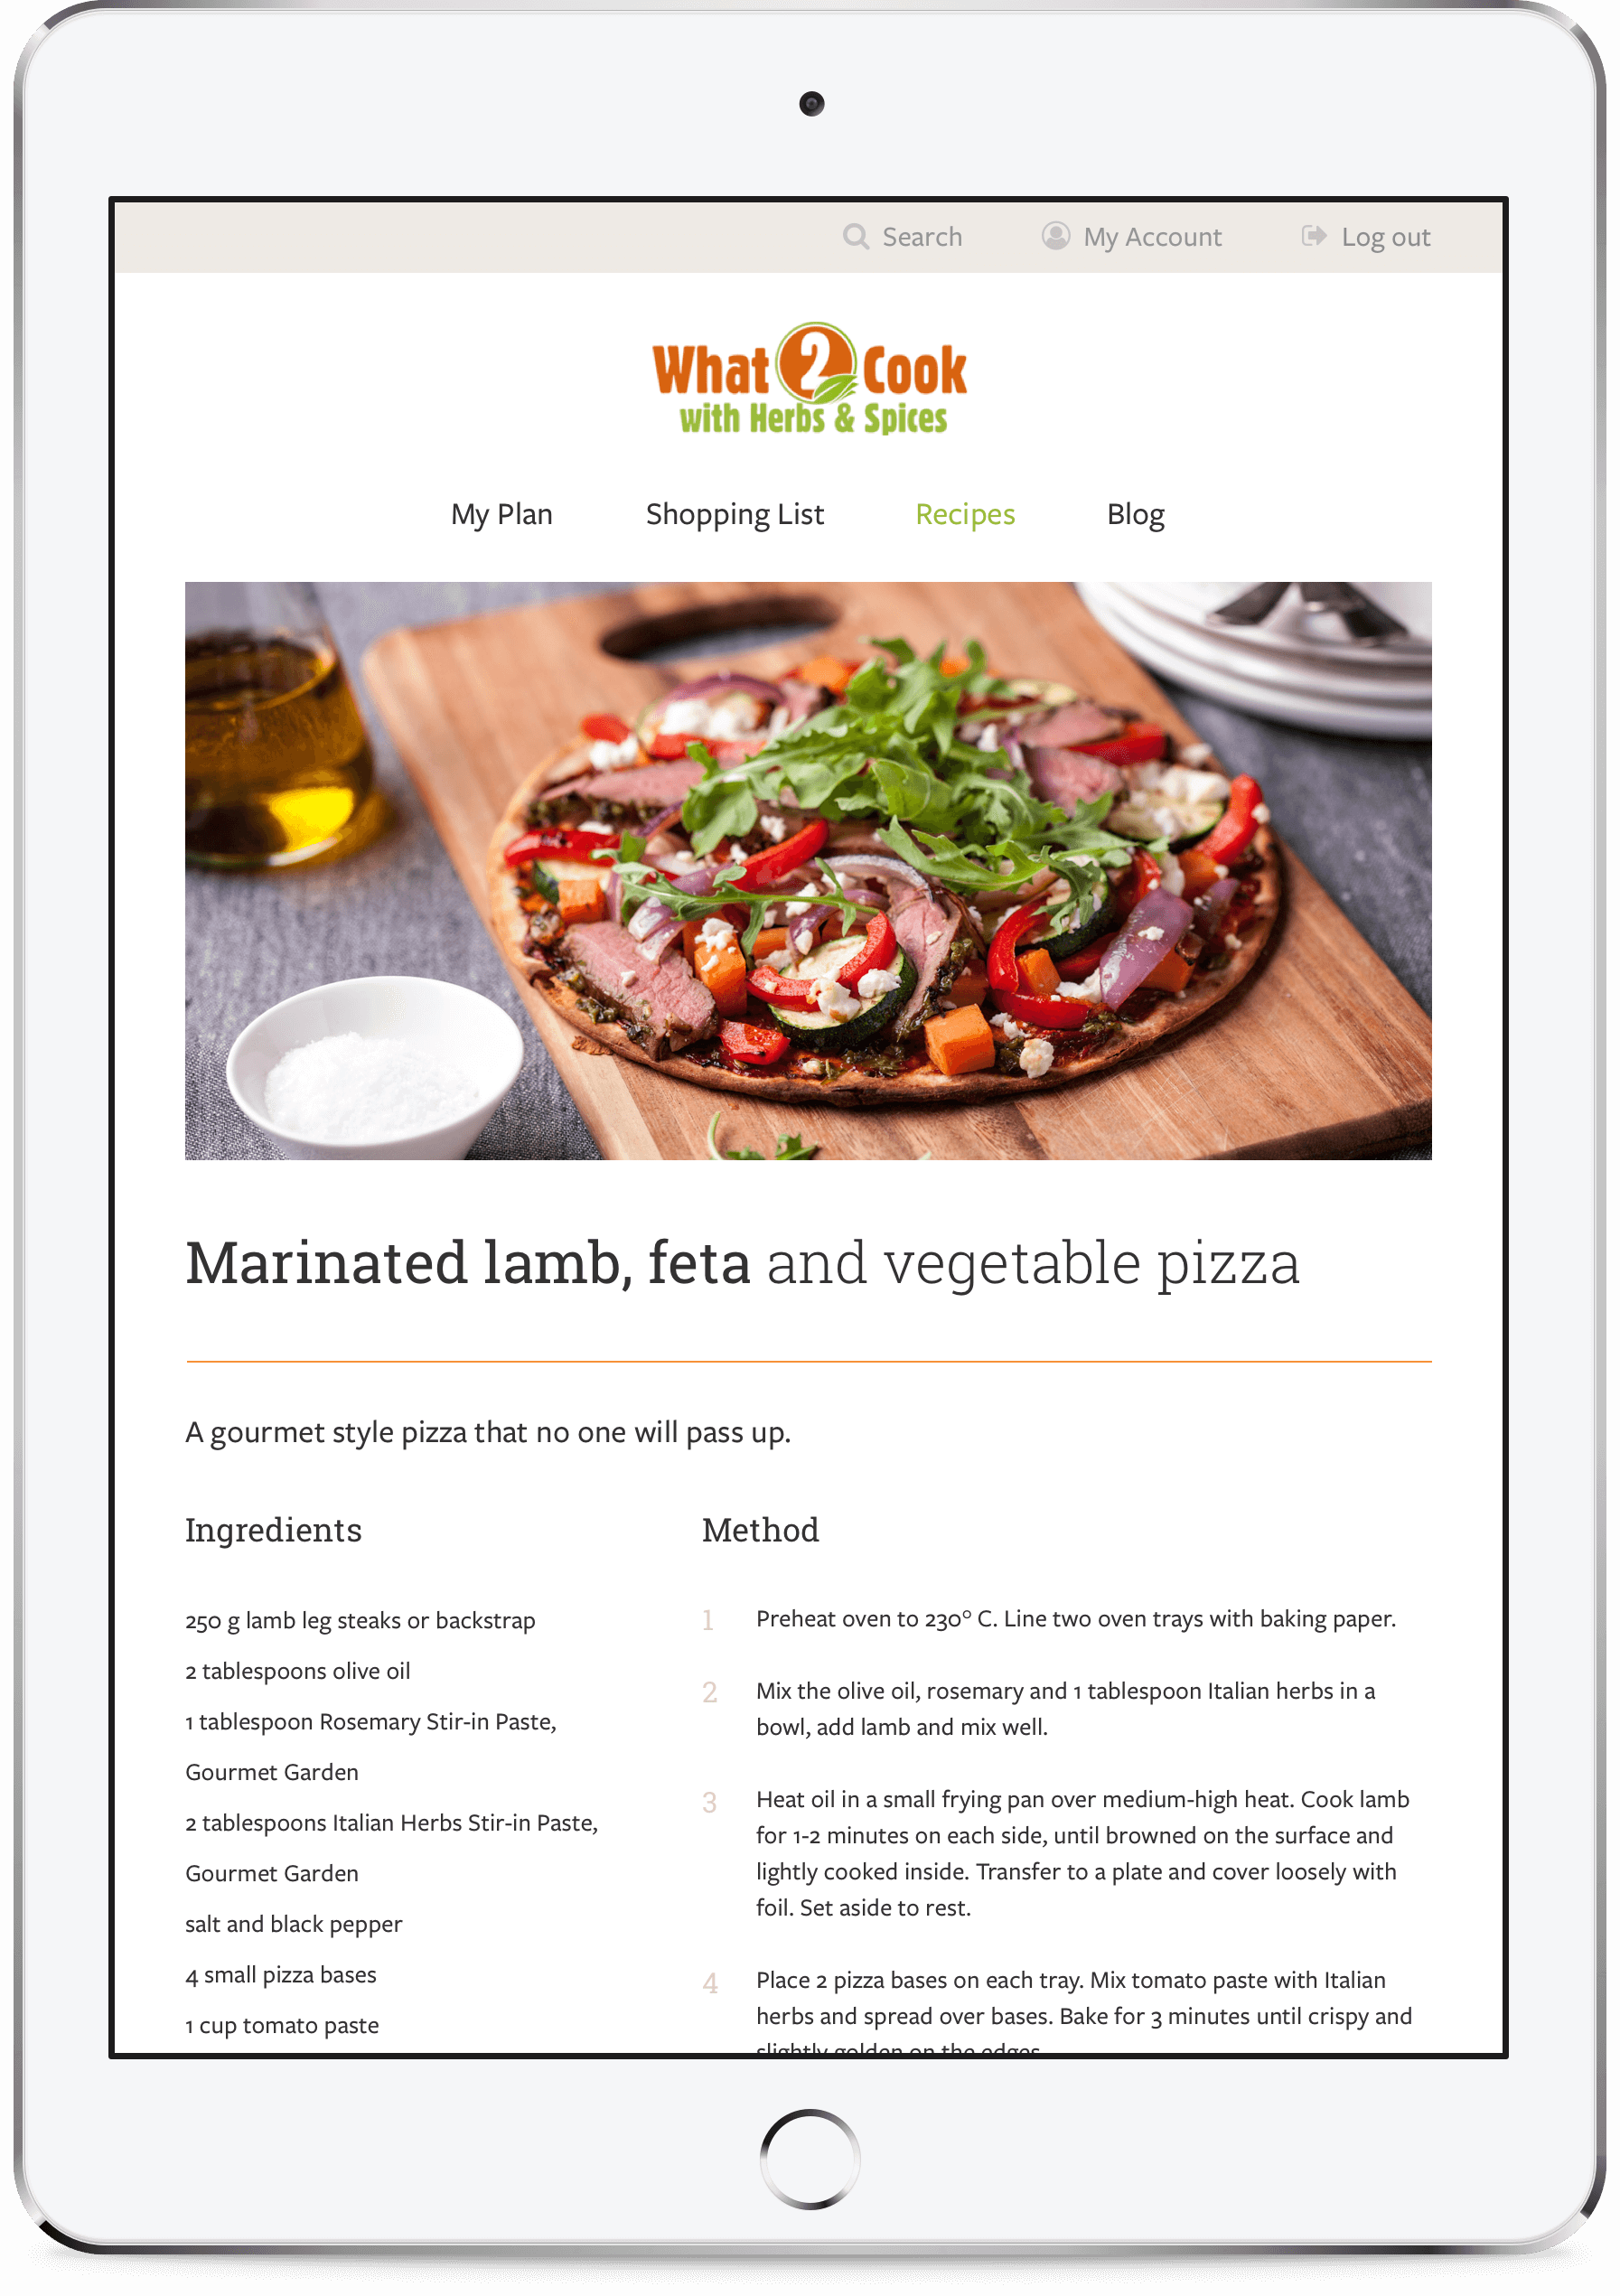 Search
My Account
Log out
What 2 Cook
with Herbs & Spices
My Plan
Shopping List
Recipes
Blog
Marinated lamb, feta and vegetable pizza
A gourmet style pizza that no one will pass up.
Ingredients
250 g lamb leg steaks or backstrap
2 tablespoons olive oil
1 tablespoon Rosemary Stir-in Paste,
Gourmet Garden
2 tablespoons Italian Herbs Stir-in Paste,
Gourmet Garden
salt and black pepper
4 small pizza bases
1 cup tomato paste
Method
1 Preheat oven to 230° C. Line two oven trays with baking paper.
2 Mix the olive oil, rosemary and 1 tablespoon Italian herbs in a
bowl, add lamb and mix well.
3 Heat oil in a small frying pan over medium-high heat. Cook lamb
for 1-2 minutes on each side, until browned on the surface and
lightly cooked inside. Transfer to a plate and cover loosely with
foil. Set aside to rest.
4 Place 2 pizza bases on each tray. Mix tomato paste with Italian
herbs and spread over bases. Bake for 3 minutes until crispy and
slightly golden on the edges